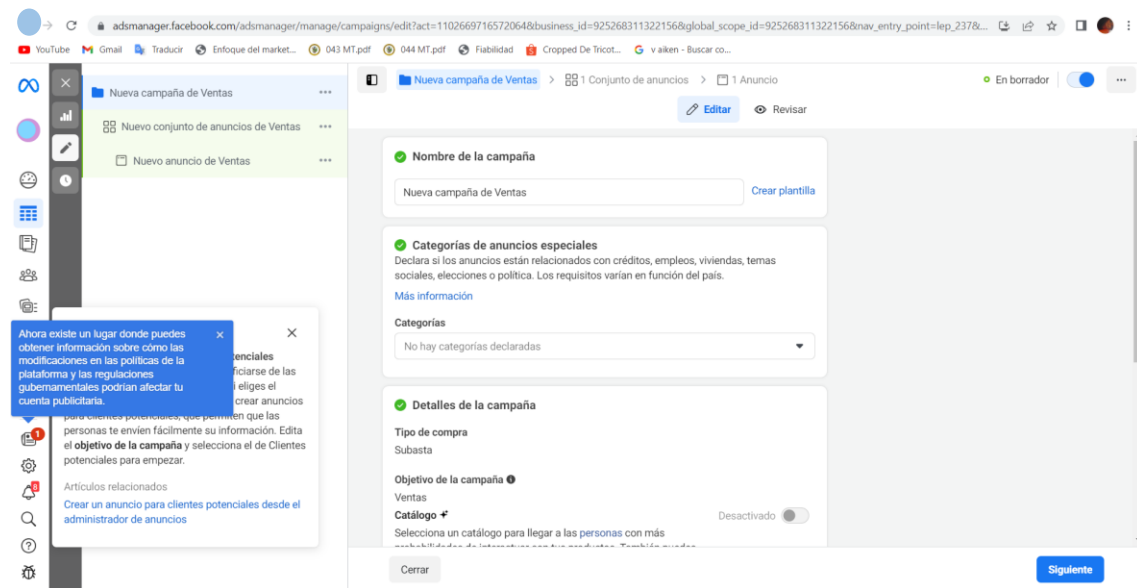 adsmanager.facebook.com/adsmanager/manage/campaigns/edit?act=1102669716572064&business_id=925268311322156&global_scope_id=925268311322156&nav_entry_point=lep_237&...
YouTube
Gmail
Traducir
Enfoque del market...
043 MT.pdf
044 MT.pdf
Fiabilidad
Cropped De Tricot...
v aiken - Buscar co...
Nueva campaña de Ventas
Nuevo conjunto de anuncios de Ventas
Nuevo anuncio de Ventas
Nueva campaña de Ventas > 1 Conjunto de anuncios > 1 Anuncio
En borrador
Editar
Revisar
Nombre de la campaña
Nueva campaña de Ventas
Crear plantilla
Categorías de anuncios especiales
Declara si los anuncios están relacionados con créditos, empleos, viviendas, temas
sociales, elecciones o política. Los requisitos varían en función del país.
Más información
Categorías
No hay categorías declaradas
Detalles de la campaña
Tipo de compra
Subasta
Objetivo de la campaña
Ventas
Catálogo
Desactivado
Selecciona un catálogo para llegar a las personas con más
Ahora existe un lugar donde puedes
obtener información sobre cómo las
modificaciones en las políticas de la
plataforma y las regulaciones
gubernamentales podrían afectar tu
cuenta publicitaria.
crear anuncios
para clientes potenciales, que permiten que las
personas te envíen fácilmente su información. Edita
el objetivo de la campaña y selecciona el de Clientes
potenciales para empezar.
Artículos relacionados
Crear un anuncio para clientes potenciales desde el
administrador de anuncios
1
8
Cerrar
Siguiente